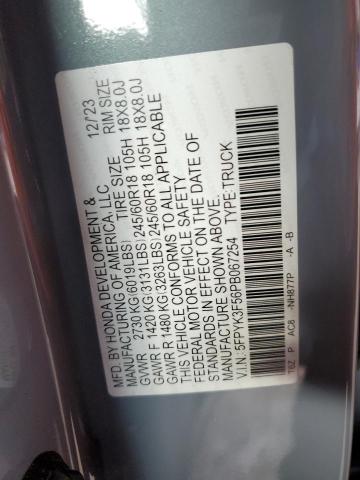 MFD. BY HONDA DEVELOPMENT & 12/23
MANUFACTURING OF AMERICA, LLC
TIRE SIZE RIM SIZE
GVWR 2730 KG(6019LBS)
GAWR F 1420 KG(3131LBS) 245/60R18 105H 18X8.0J
GAWR R 1480 KG(3263LBS) 245/60R18 105H 18X8.0J
THIS VEHICLE CONFORMS TO ALL APPLICABLE
FEDERAL MOTOR VEHICLE SAFETY
STANDARDS IN EFFECT ON THE DATE OF
MANUFACTURE SHOWN ABOVE.
V.I.N. 5FPYK3F56PB067254 TYPE:TRUCK
T6Z P AC6 NH877P -A -B